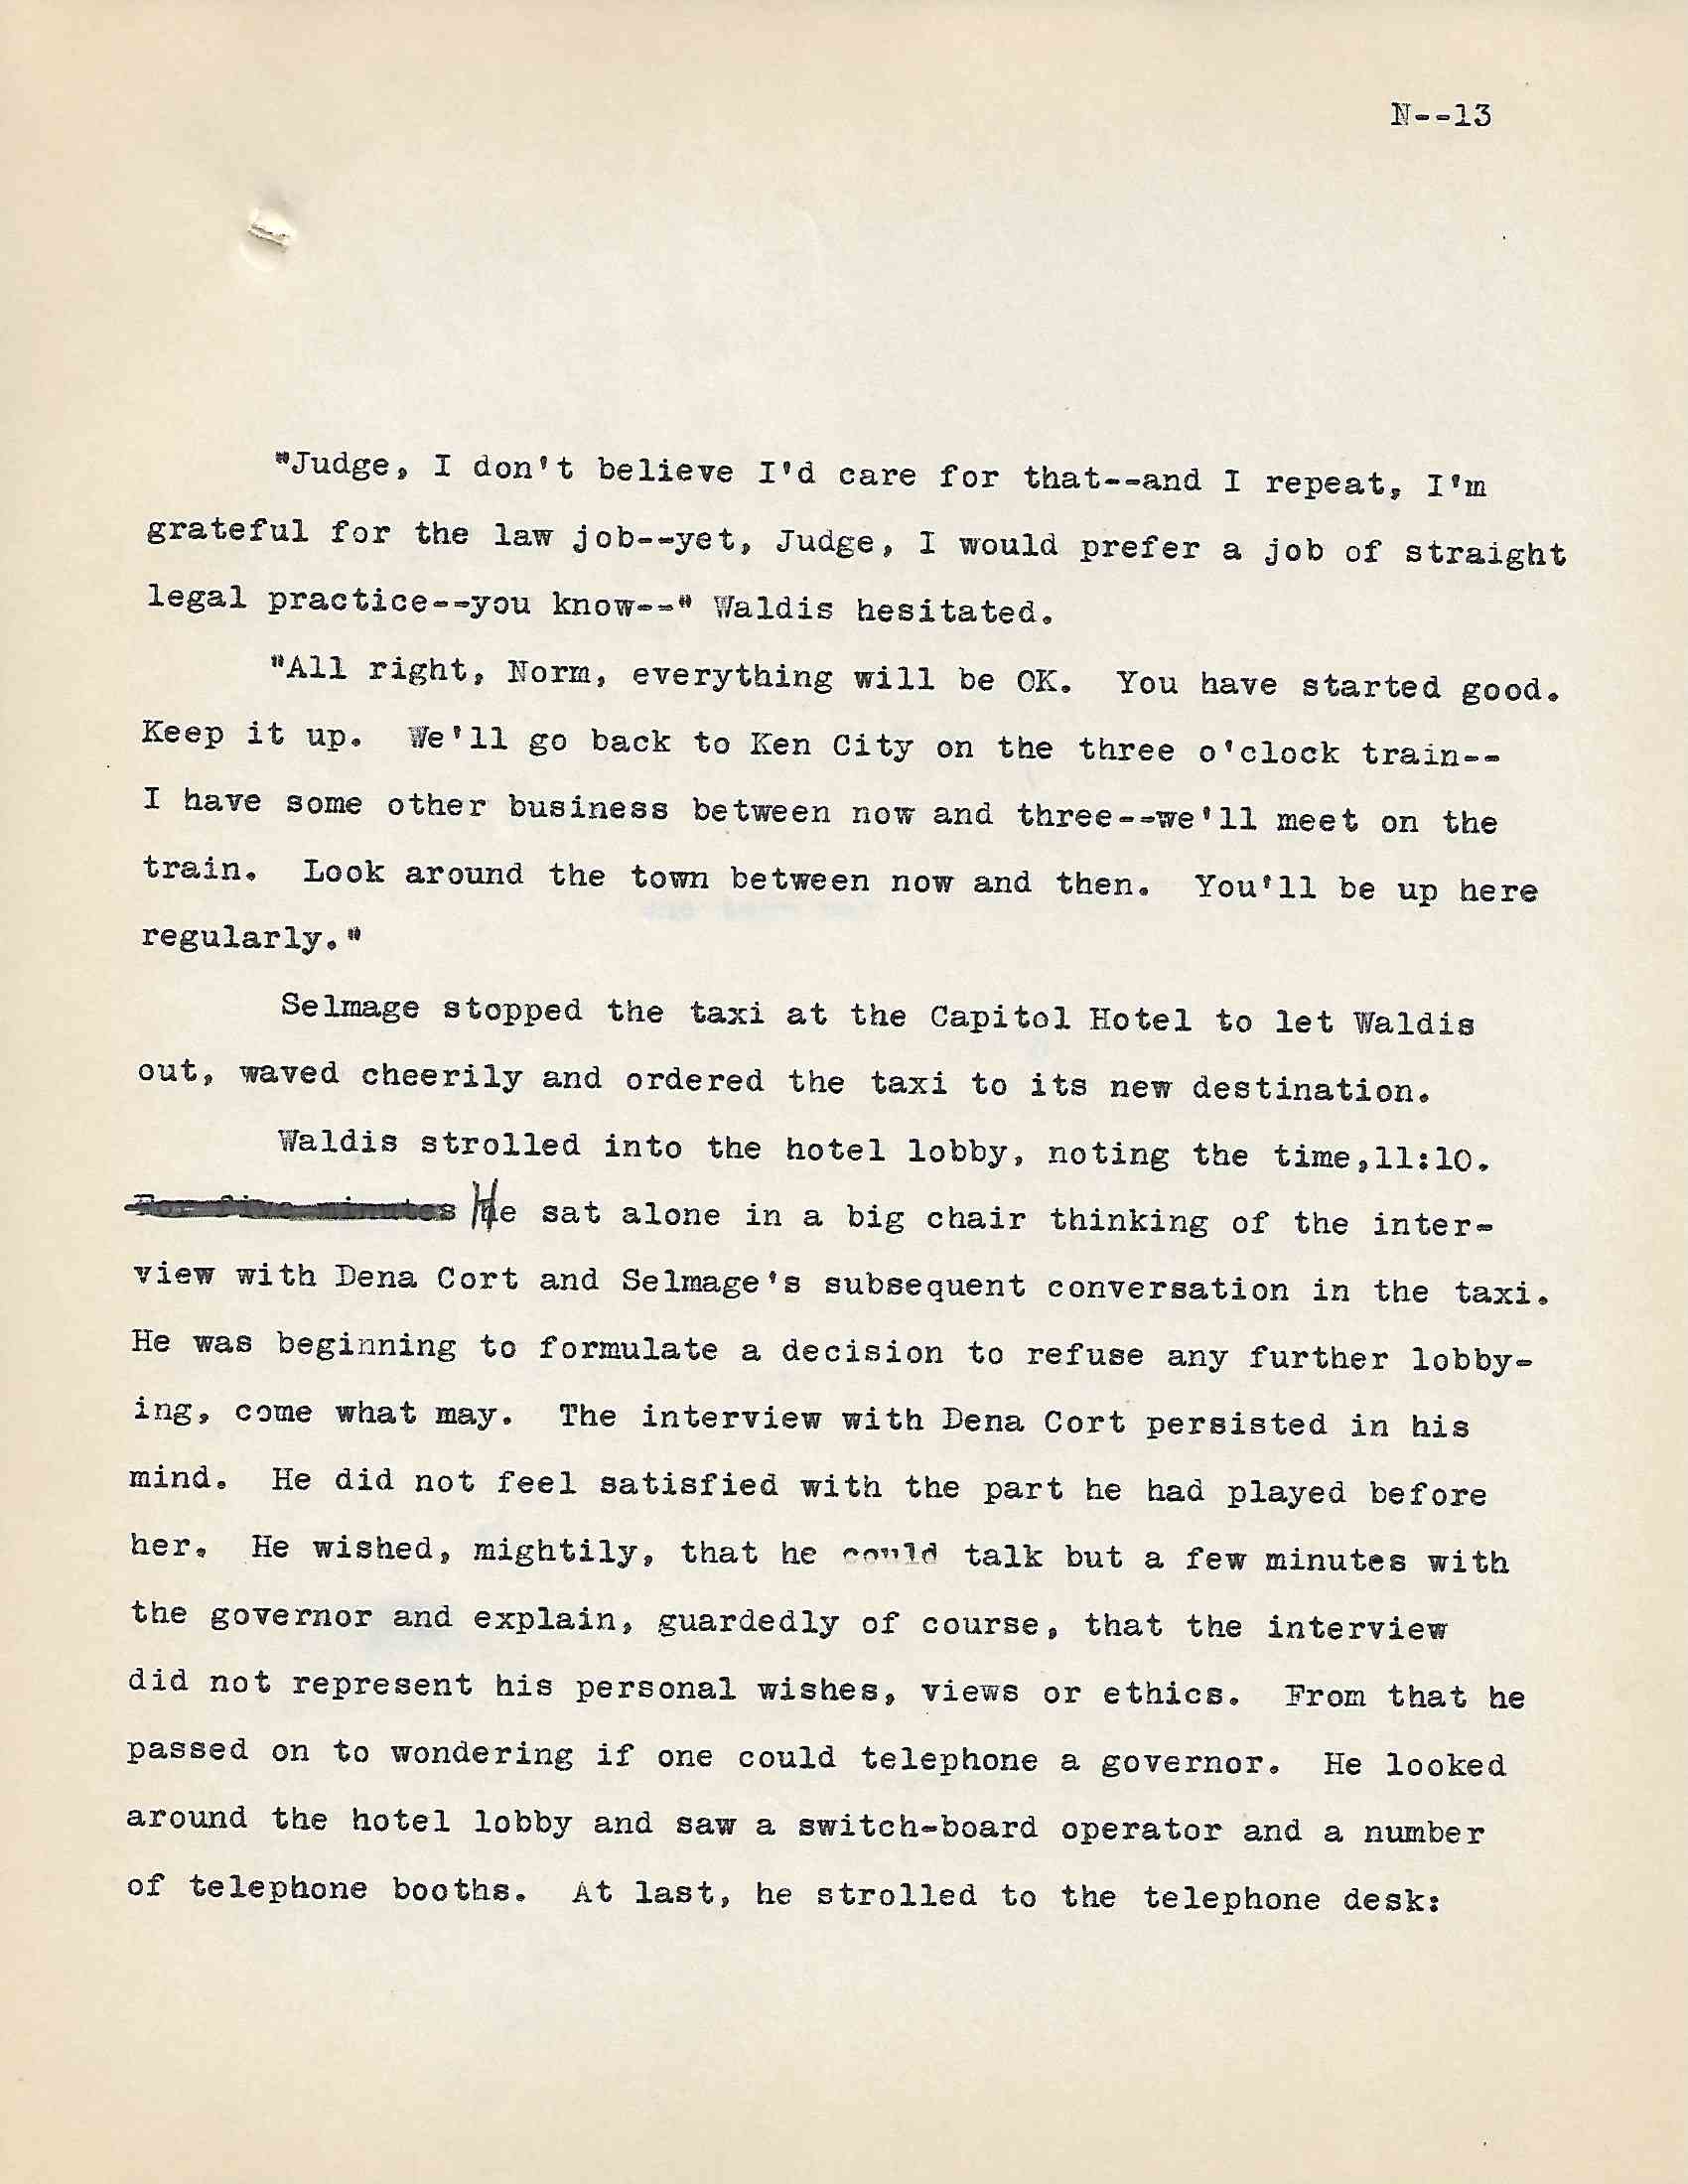 N--13
"Judge, I don't believe I'd care for that--and I repeat, I'm
grateful for the law job--yet, Judge, I would prefer a job of straight
legal practice--you know--" Waldis hesitated.
"All right, Norm, everything will be OK.  You have started good.
Keep it up.  We'll go back to Ken City on the three o'clock train--
I have some other business between now and three--we'll meet on the
train.  Look around the town between now and then.  You'll be up here
regularly."
Selmage stopped the taxi at the Capitol Hotel to let Waldis
out, waved cheerily and ordered the taxi to its new destination.
Waldis strolled into the hotel lobby, noting the time,11:10.
For five minutes He sat alone in a big chair thinking of the inter-
view with Dena Cort and Selmage's subsequent conversation in the taxi.
He was beginning to formulate a decision to refuse any further lobby-
ing, come what may.  The interview with Dena Cort persisted in his
mind.  He did not feel satisfied with the part he had played before
her.  He wished, mightily, that he could talk but a few minutes with
the governor and explain, guardedly of course, that the interview
did not represent his personal wishes, views or ethics.  From that he
passed on to wondering if one could telephone a governor.  He looked
around the hotel lobby and saw a switch-board operator and a number
of telephone booths.  At last, he strolled to the telephone desk: